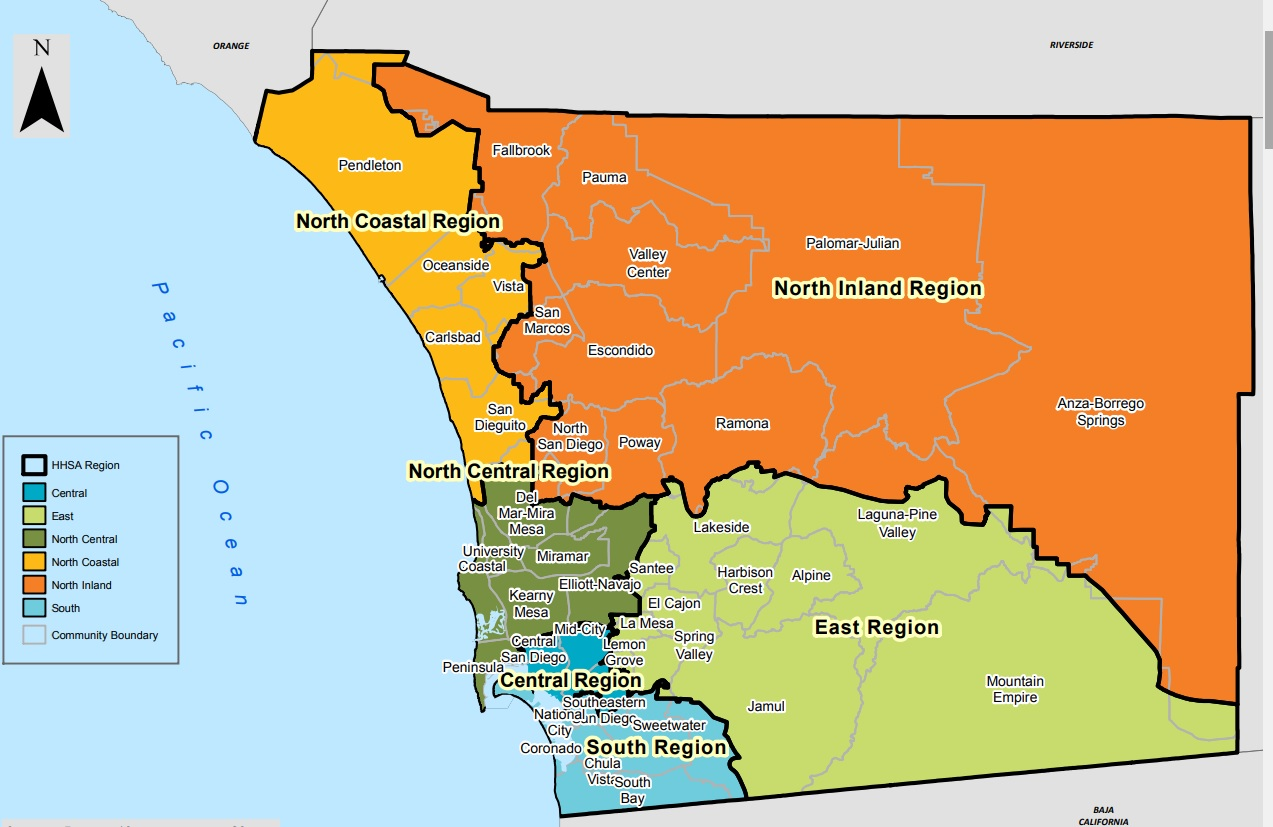 N
ORANGE
RIVERSIDE
Fallbrook
Pendleton
Pauma
North Coastal Region
Palomar-Julian
Oceanside
Valley
Center
Vista
North Inland Region
San
Marcos
Carlsbad
Escondido
Pacific Ocean
San
Dieguito
North
San Diego
Poway
Ramona
Anza-Borrego
Springs
North Central Region
HHSA Region
Central
East
North Central
North Coastal
North Inland
South
Community Boundary
Del
Mar-Mira
Mesa
Lakeside
Laguna-Pine
Valley
University
Coastal
Miramar
Santee
Harbison
Crest
Alpine
Elliott-Navajo
Kearny
Mesa
El Cajon
La Mesa
Mid-City
Central
San Diego
Lemon
Grove
Spring
Valley
East Region
Peninsula
Central Region
Mountain
Empire
Southeastern
San Diego
National
City
Sweetwater
Jamul
Coronado
South Region
Chula
Vista
South
Bay
BAJA
CALIFORNIA